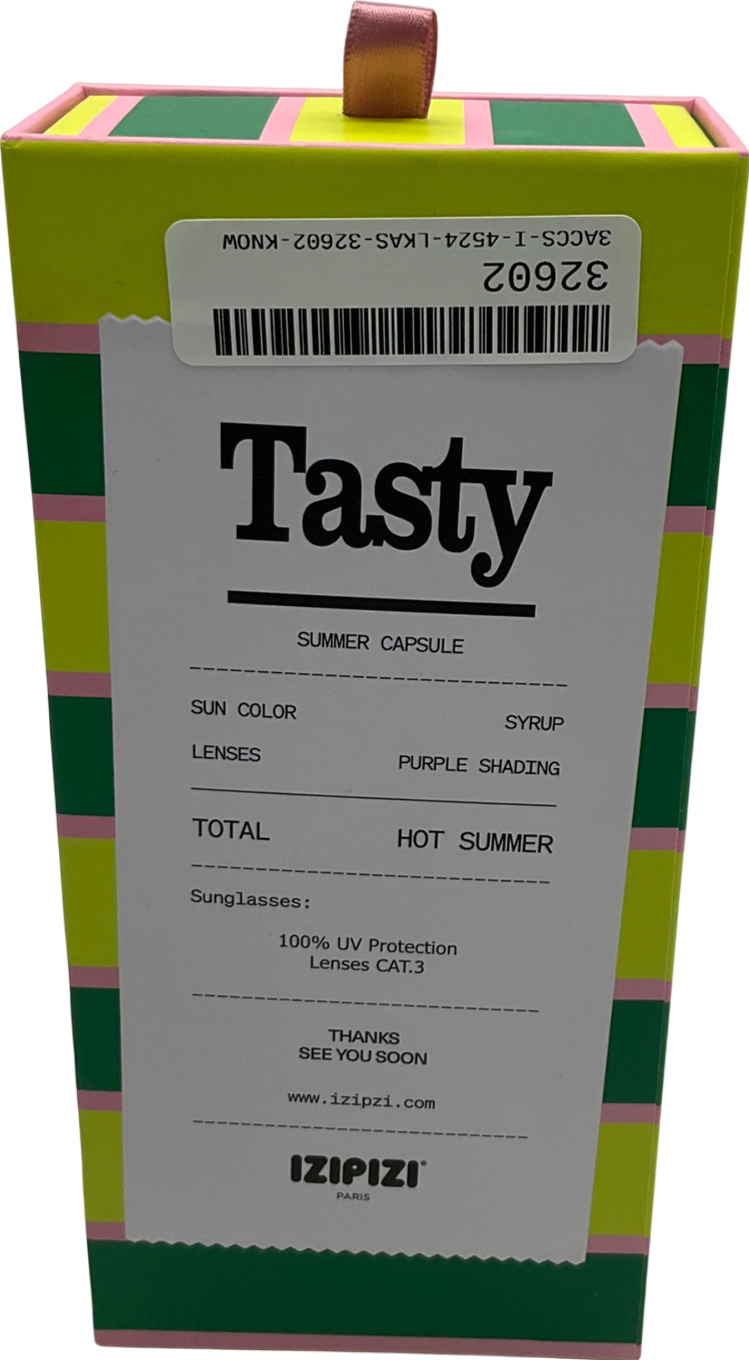 3ACCS-I-4524-LKAS-32602-KNOW
32602
Tasty
SUMMER CAPSULE
SUN COLOR SYRUP
LENSES PURPLE SHADING
TOTAL HOT SUMMER
Sunglasses:
100% UV Protection
Lenses CAT.3
THANKS
SEE YOU SOON
www.izipzi.com
IZIPIZI®
PARIS